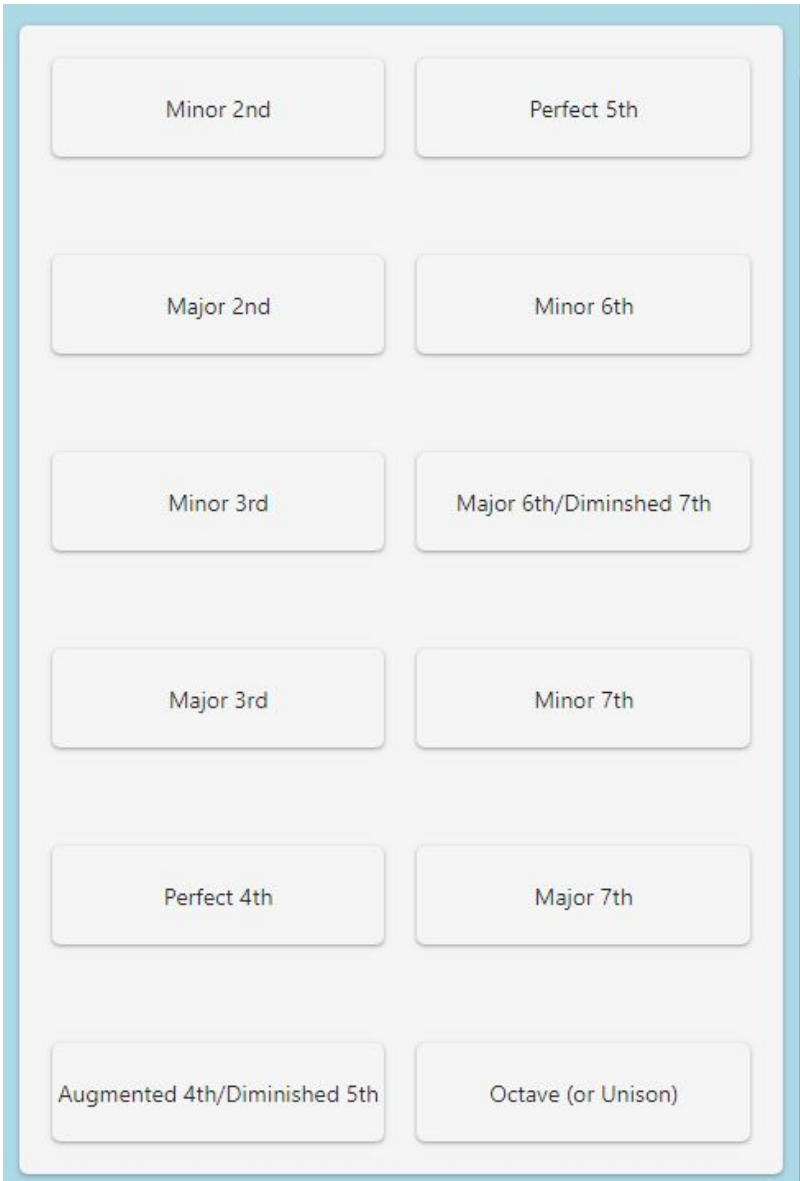 Minor 2nd
Perfect 5th
Major 2nd
Minor 6th
Minor 3rd
Major 6th/Diminshed 7th
Major 3rd
Minor 7th
Perfect 4th
Major 7th
Augmented 4th/Diminished 5th
Octave (or Unison)